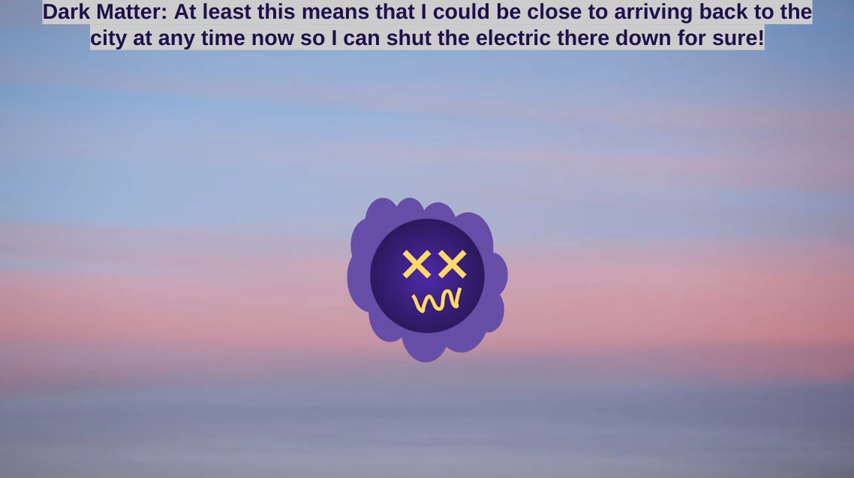 Dark Matter: At least this means that I could be close to arriving back to the
city at any time now so I can shut the electric there down for sure!